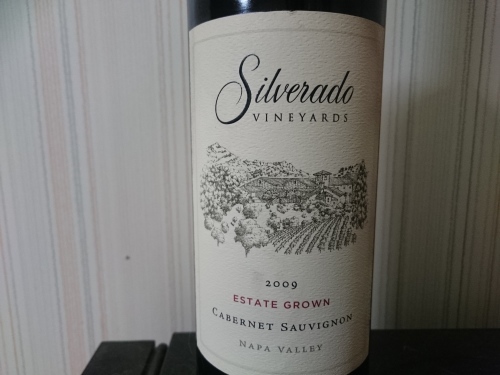 Silverado
VINEYARDS
2009
ESTATE GROWN
CABERNET SAUVIGNON
NAPA VALLEY